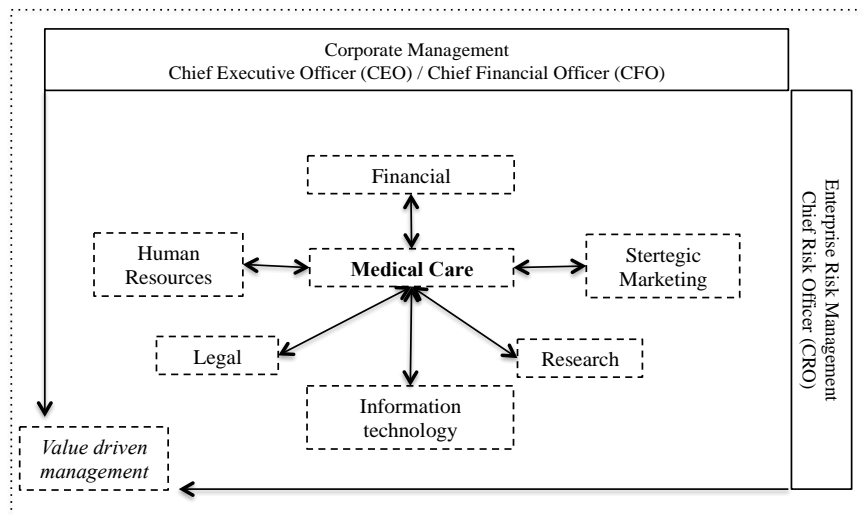 Corporate Management
Chief Executive Officer (CEO) / Chief Financial Officer (CFO)
Enterprise Risk Management
Chief Risk Officer (CRO)
Financial
Human
Resources
Medical Care
Stertegic
Marketing
Legal
Research
Information
technology
Value driven
management